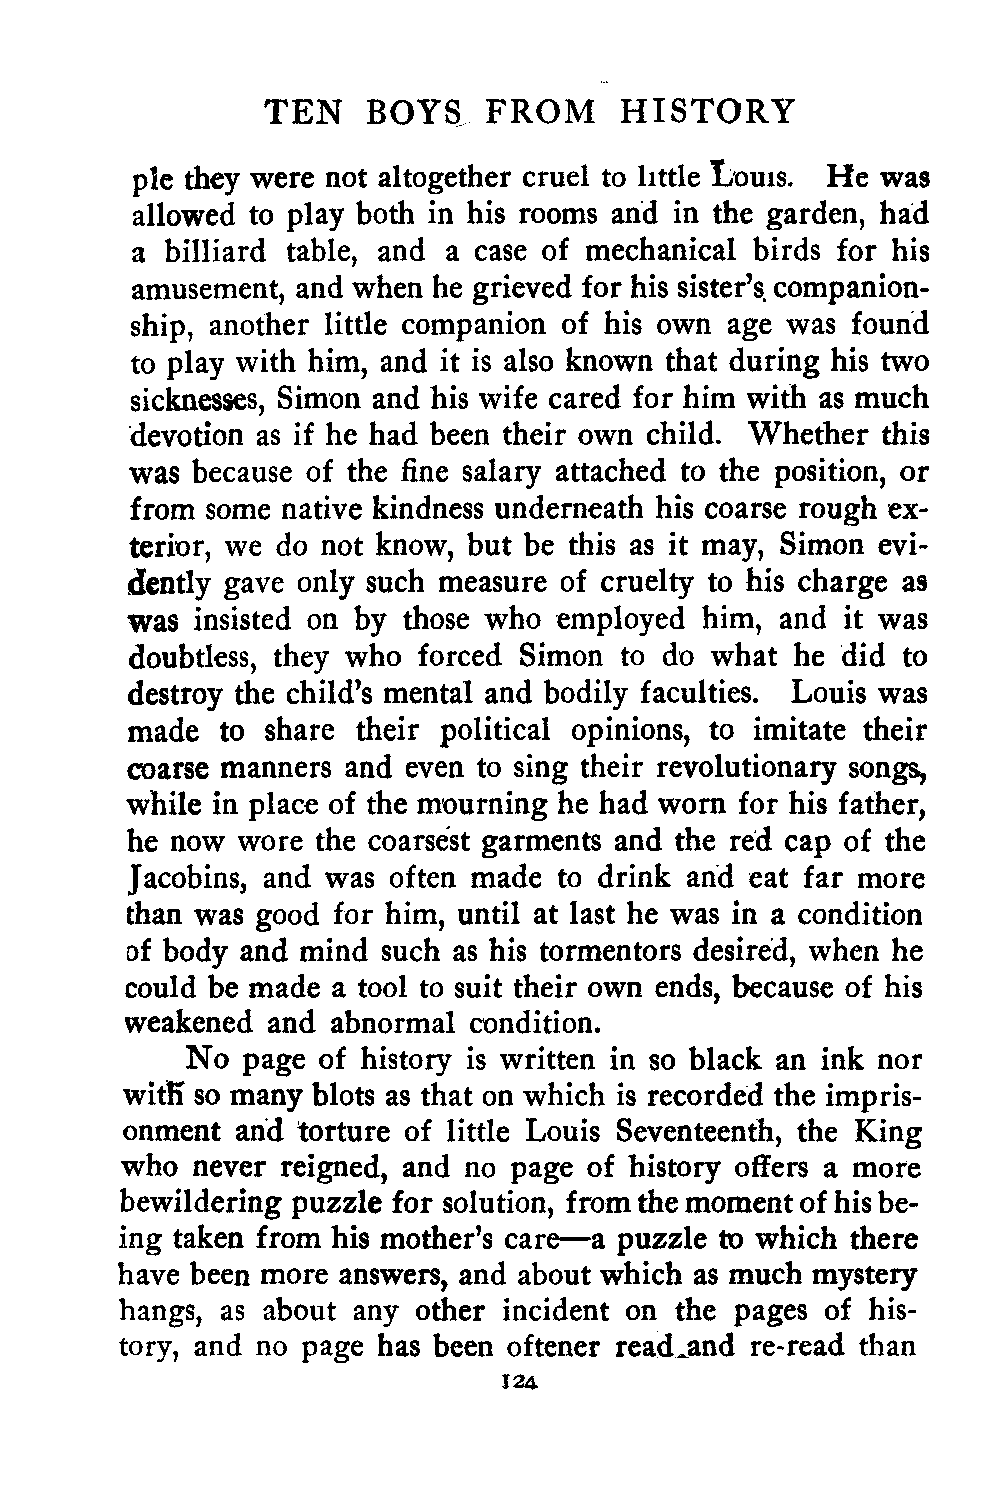 TEN BOYS FROM HISTORY
ple they were not altogether cruel to little Louis. He was
allowed to play both in his rooms and in the garden, had
a billiard table, and a case of mechanical birds for his
amusement, and when he grieved for his sister's companion-
ship, another little companion of his own age was found
to play with him, and it is also known that during his two
sicknesses, Simon and his wife cared for him with as much
devotion as if he had been their own child. Whether this
was because of the fine salary attached to the position, or
from some native kindness underneath his coarse rough ex-
terior, we do not know, but be this as it may, Simon evi-
dently gave only such measure of cruelty to his charge as
was insisted on by those who employed him, and it was
doubtless, they who forced Simon to do what he did to
destroy the child's mental and bodily faculties. Louis was
made to share their political opinions, to imitate their
coarse manners and even to sing their revolutionary songs,
while in place of the mourning he had worn for his father,
he now wore the coarsest garments and the red cap of the
Jacobins, and was often made to drink and eat far more
than was good for him, until at last he was in a condition
of body and mind such as his tormentors desired, when he
could be made a tool to suit their own ends, because of his
weakened and abnormal condition.
No page of history is written in so black an ink nor
with so many blots as that on which is recorded the impris-
onment and torture of little Louis Seventeenth, the King
who never reigned, and no page of history offers a more
bewildering puzzle for solution, from the moment of his be-
ing taken from his mother's care—a puzzle to which there
have been more answers, and about which as much mystery
hangs, as about any other incident on the pages of his-
tory, and no page has been oftener read and re-read than
124